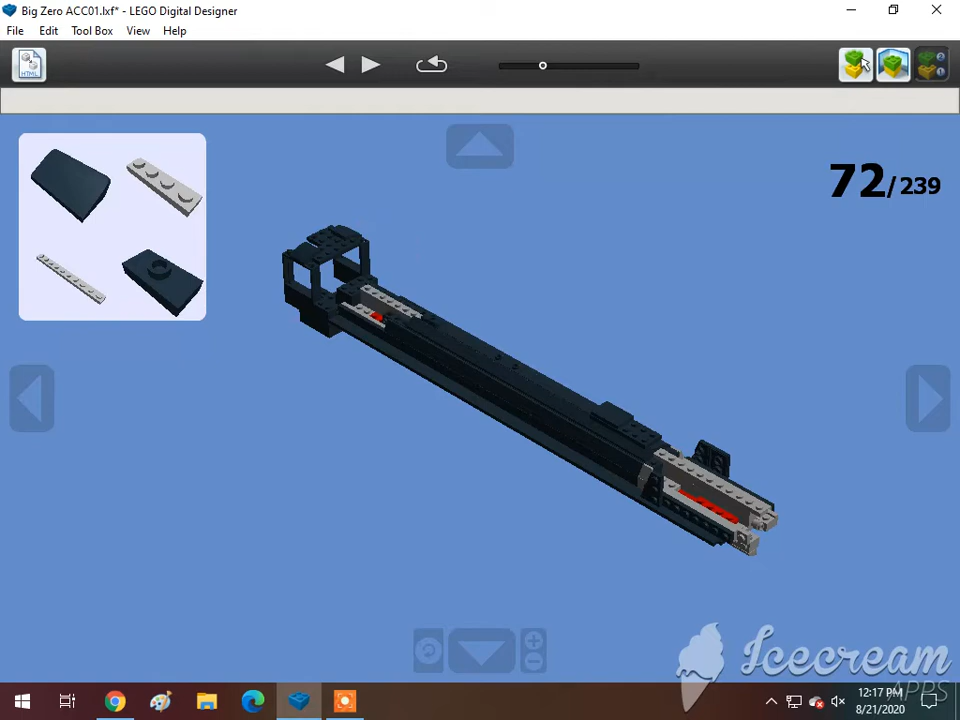 Big Zero ACC01.lxf* - LEGO Digital Designer
File Edit Tool Box View Help
HTML
72/239
Icecream
APPS
12:17 PM
8/21/2020